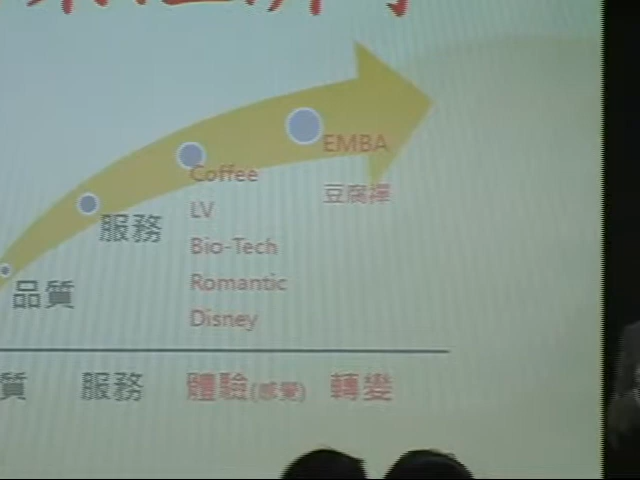 EMBA
Coffee
豆腐禪
LV
服務
Bio-Tech
Romantic
品質
Disney
質
服務
體驗(感覺)
轉變